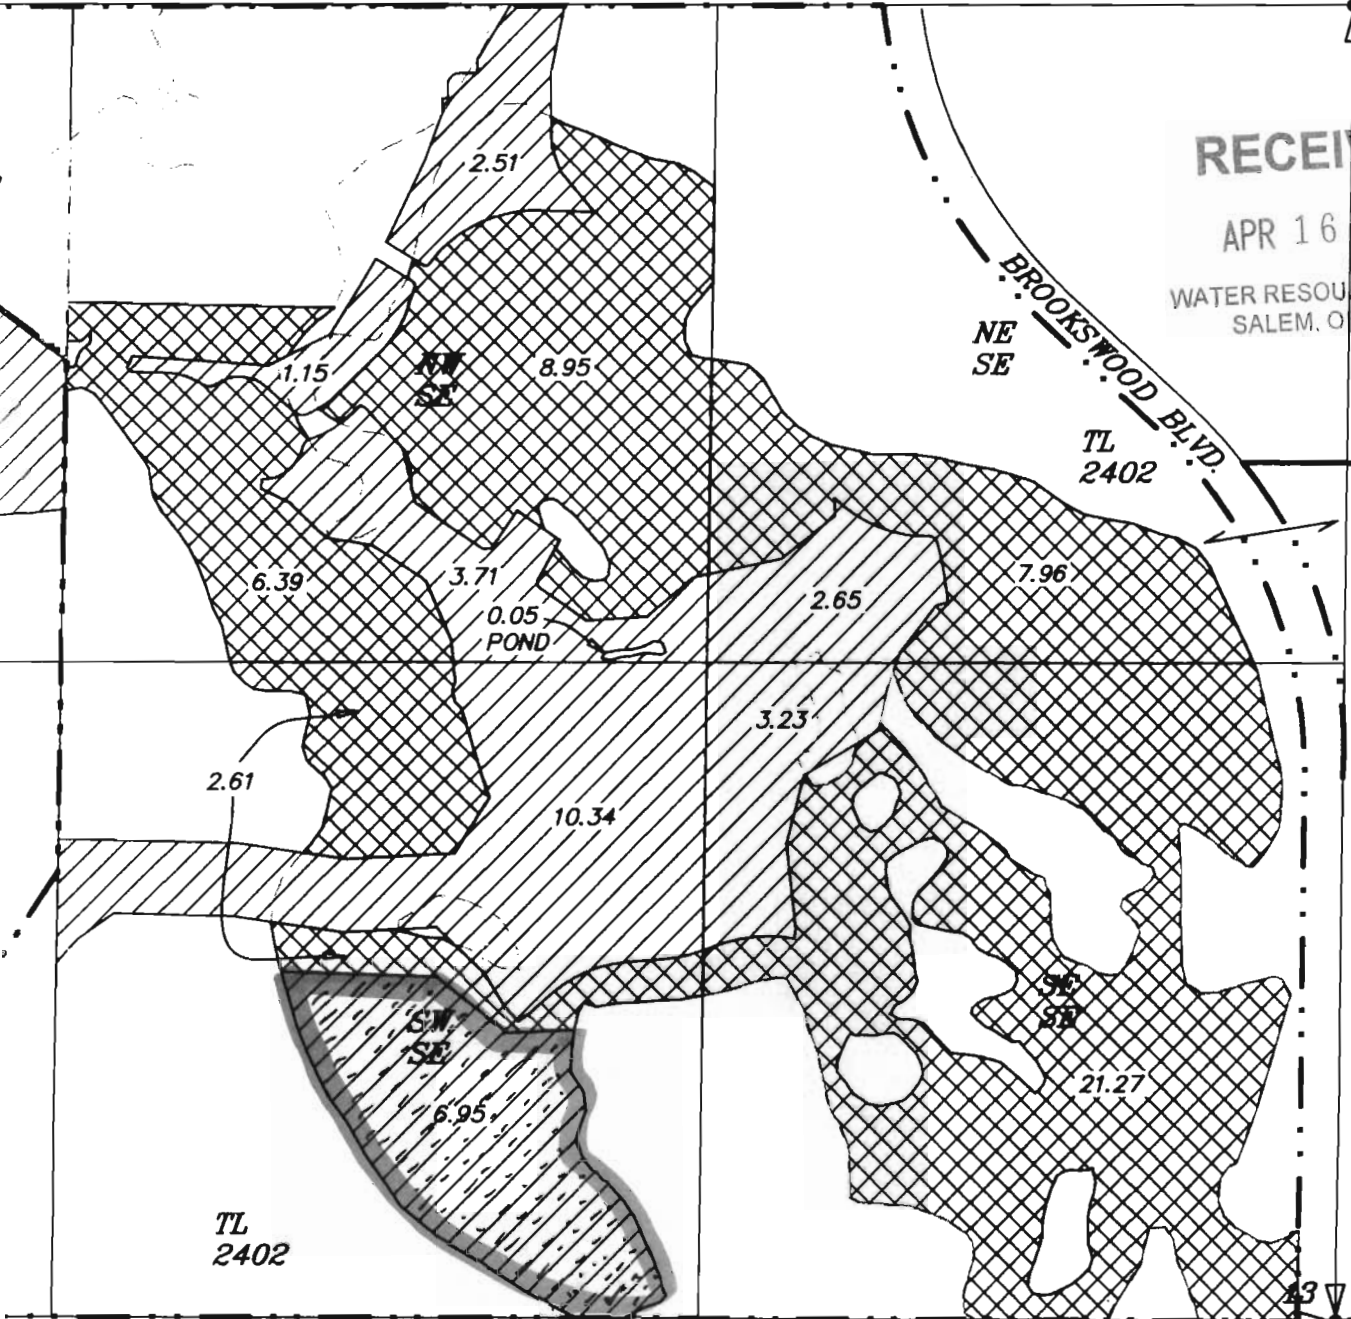 2.51
RECEI
APR 16
WATER RESOU
SALEM, O
BROOKSWOOD BLVD.
NE
SE
NW
SE
8.95
1.15
TL
2402
6.39
3.71
0.05
POND
2.65
7.96
3.23
2.61
10.34
SW
SE
SE
SE
21.27
6.95
TL
2402
13